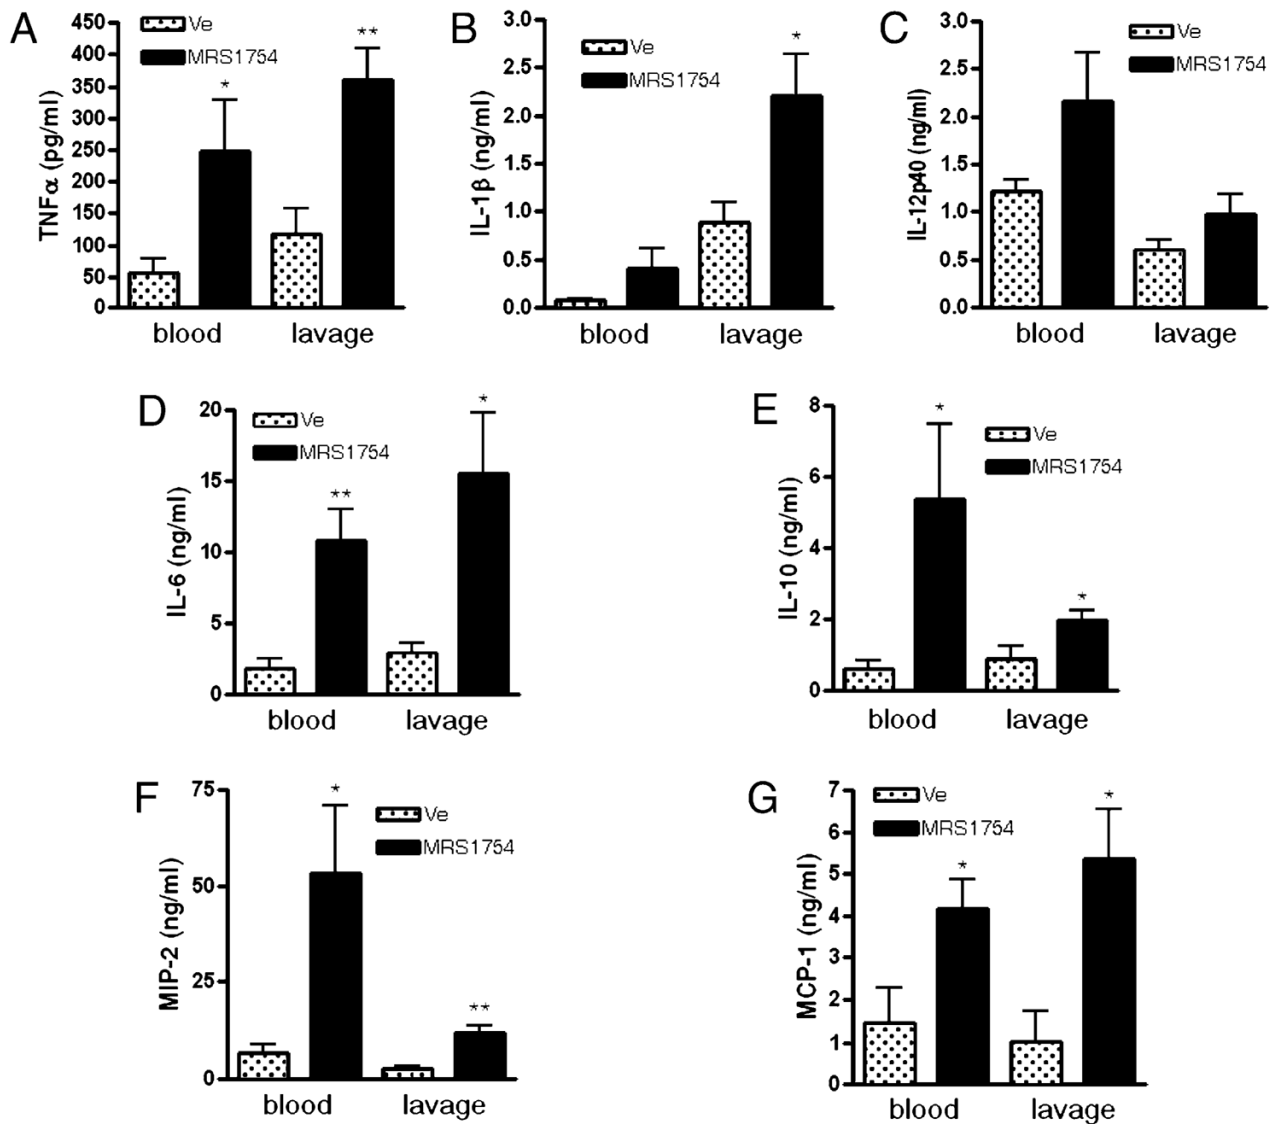 A
TNFα (pg/ml)
450
400
350
300
250
200
150
100
50
0
Ve
MRS1754
*
**
blood lavage
B
IL-1β (ng/ml)
3.0
2.5
2.0
1.5
1.0
0.5
0.0
Ve
MRS1754
*
blood lavage
C
IL-12p40 (ng/ml)
3.0
2.5
2.0
1.5
1.0
0.5
0.0
Ve
MRS1754
blood lavage
D
IL-6 (ng/ml)
20
15
10
5
0
Ve
MRS1754
**
*
blood lavage
E
IL-10 (ng/ml)
8
6
4
2
0
Ve
MRS1754
*
*
blood lavage
F
MIP-2 (ng/ml)
75
50
25
0
Ve
MRS1754
*
**
blood lavage
G
MCP-1 (ng/ml)
7
6
5
4
3
2
1
0
Ve
MRS1754
*
*
blood lavage